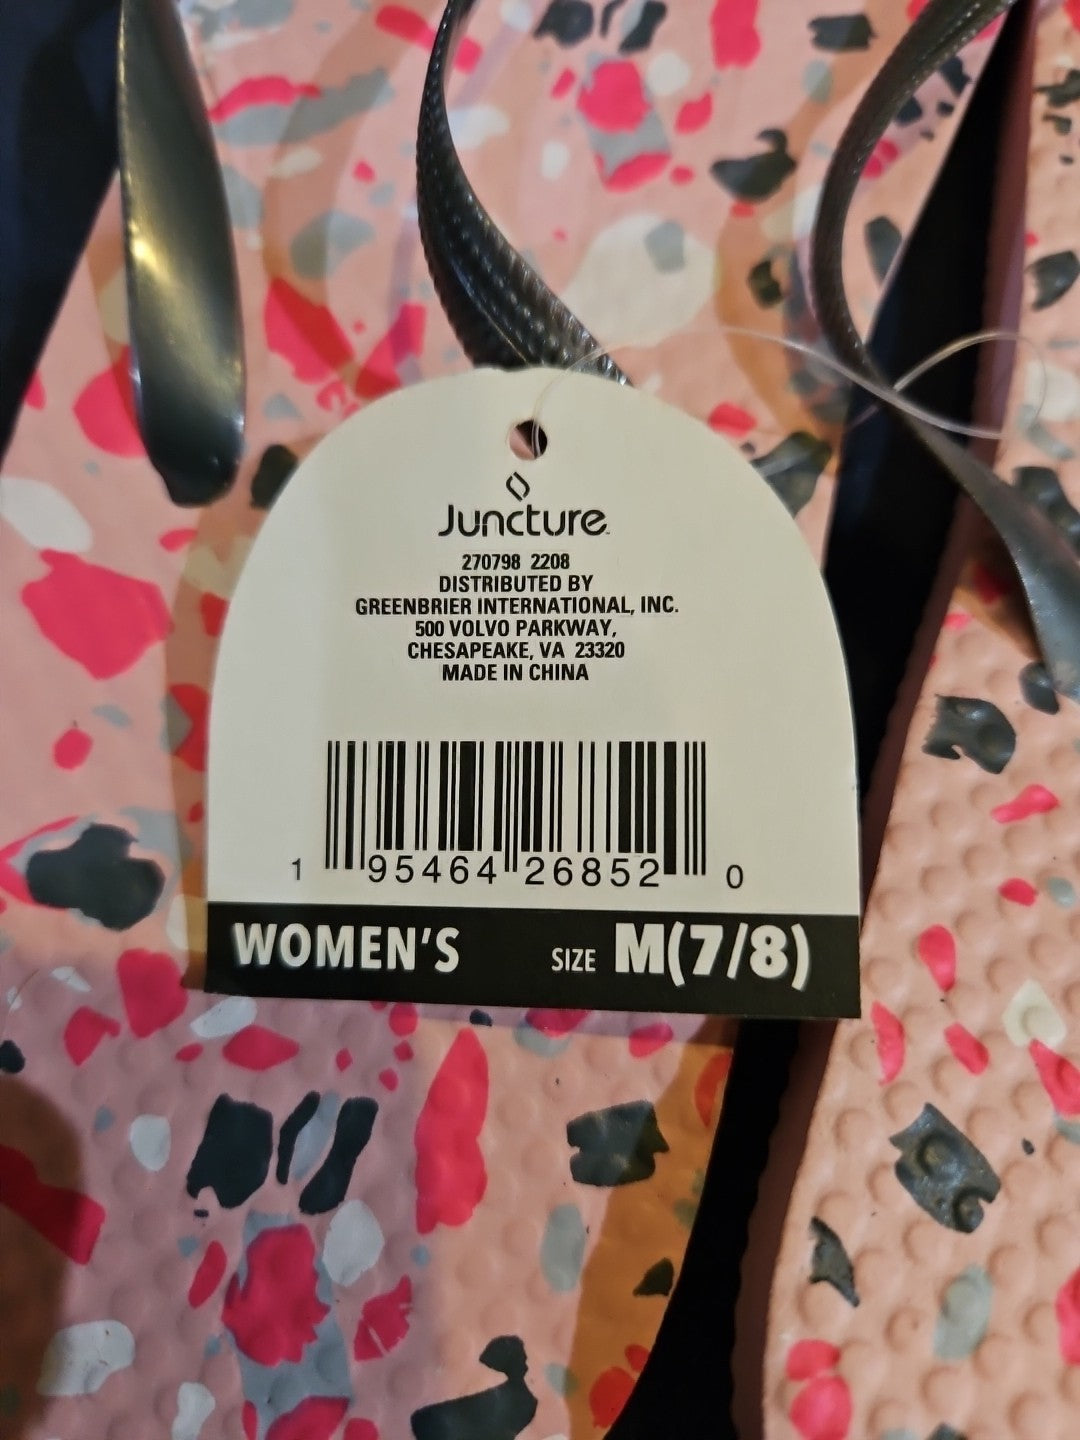 Juncture
270798 2208
DISTRIBUTED BY
GREENBRIER INTERNATIONAL, INC.
500 VOLVO PARKWAY,
CHESAPEAKE, VA 23320
MADE IN CHINA
1 95464 26852 0
WOMEN'S SIZE M(7/8)